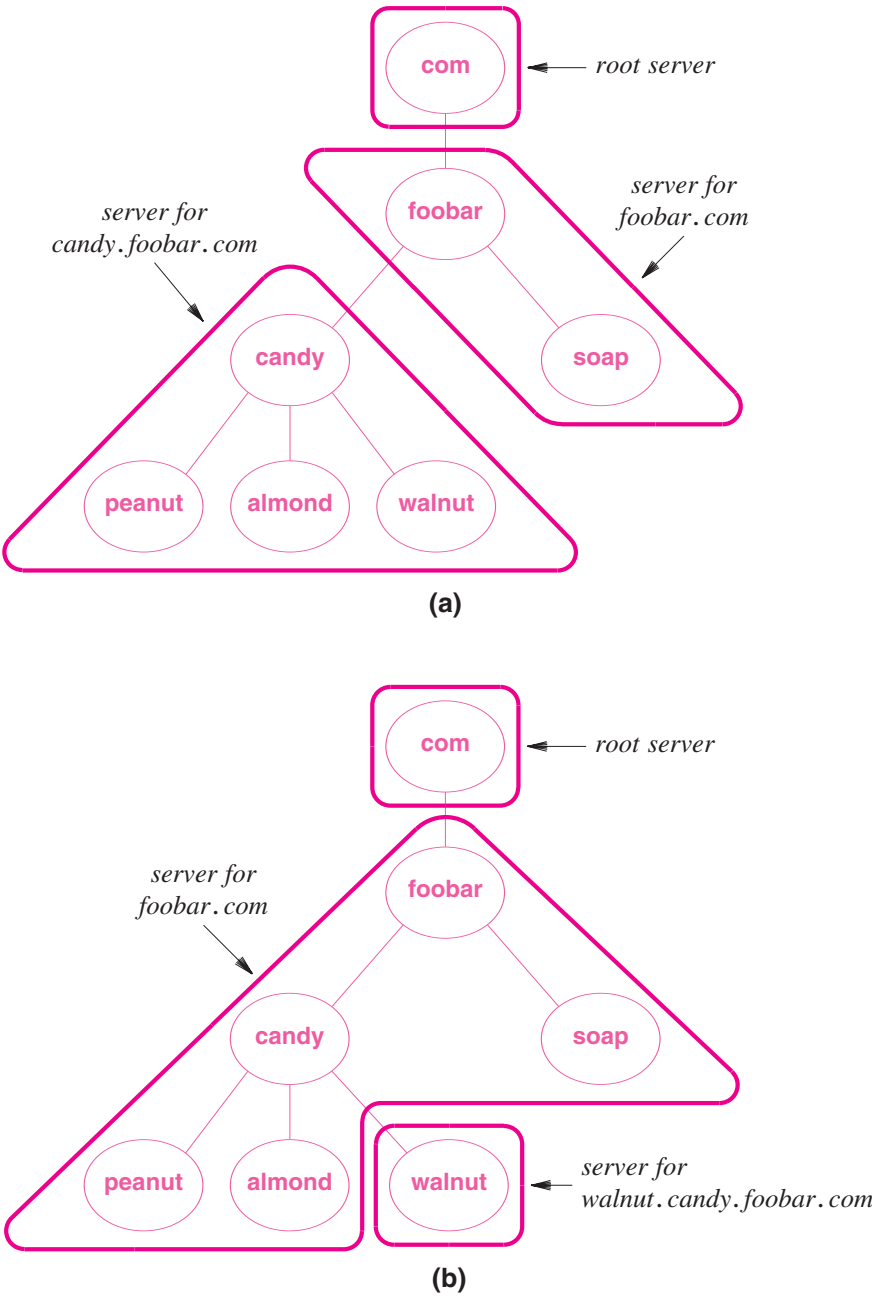 com
root server
foobar
server for
foobar.com
server for
candy.foobar.com
candy
soap
peanut
almond
walnut
(a)
com
root server
server for
foobar.com
foobar
candy
soap
peanut
almond
walnut
server for
walnut.candy.foobar.com
(b)